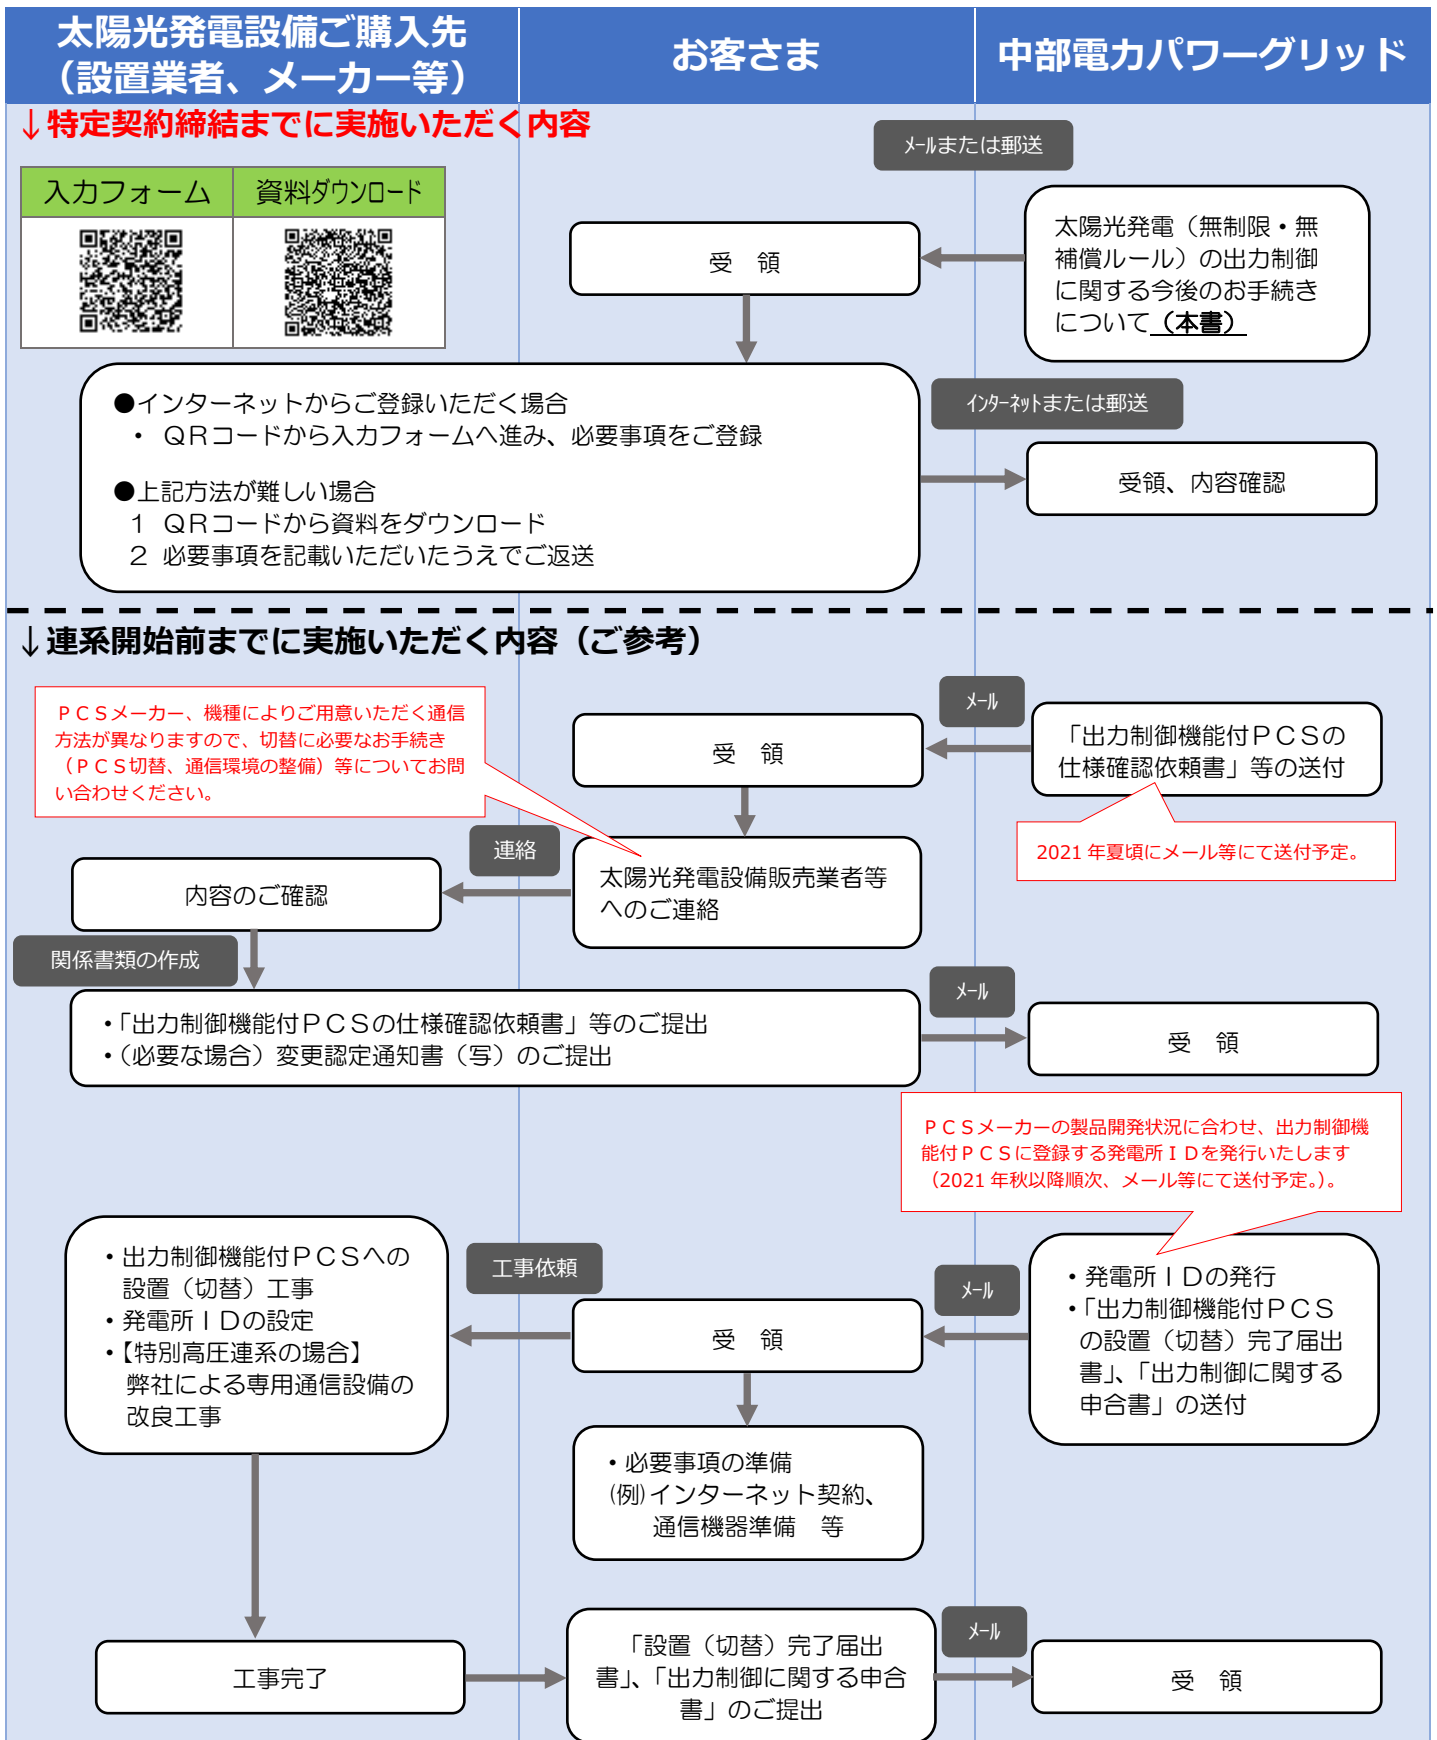 太陽光発電設備ご購入先
（設置業者、メーカー等）
お客さま
中部電力パワーグリッド
↓特定契約締結までに実施いただく内容
メールまたは郵送
入力フォーム
資料ダウンロード
受　領
太陽光発電（無制限・無
補償ルール）の出力制御
に関する今後のお手続き
について（本書）
●インターネットからご登録いただく場合
・ ＱＲコードから入力フォームへ進み、必要事項をご登録
●上記方法が難しい場合
１ ＱＲコードから資料をダウンロード
２ 必要事項を記載いただいたうえでご返送
インターネットまたは郵送
受領、内容確認
↓連系開始前までに実施いただく内容（ご参考）
ＰＣＳメーカー、機種によりご用意いただく通信
方法が異なりますので、切替に必要なお手続き
（ＰＣＳ切替、通信環境の整備）等についてお問
い合わせください。
受　領
メール
「出力制御機能付ＰＣＳの
仕様確認依頼書」等の送付
2021年夏頃にメール等にて送付予定。
連絡
太陽光発電設備販売業者等
へのご連絡
内容のご確認
関係書類の作成
・「出力制御機能付ＰＣＳの仕様確認依頼書」等のご提出
・（必要な場合）変更認定通知書（写）のご提出
メール
受　領
ＰＣＳメーカーの製品開発状況に合わせ、出力制御機
能付ＰＣＳに登録する発電所ＩＤを発行いたします
（2021年秋以降順次、メール等にて送付予定。）。
・発電所ＩＤの発行
・「出力制御機能付ＰＣＳ
の設置（切替）完了届出
書」、「出力制御に関する
申合書」の送付
メール
受　領
工事依頼
・出力制御機能付ＰＣＳへの
設置（切替）工事
・発電所ＩＤの設定
・【特別高圧連系の場合】
弊社による専用通信設備の
改良工事
・必要事項の準備
(例)インターネット契約、
通信機器準備　等
工事完了
「設置（切替）完了届出
書」、「出力制御に関する申合
書」のご提出
メール
受　領